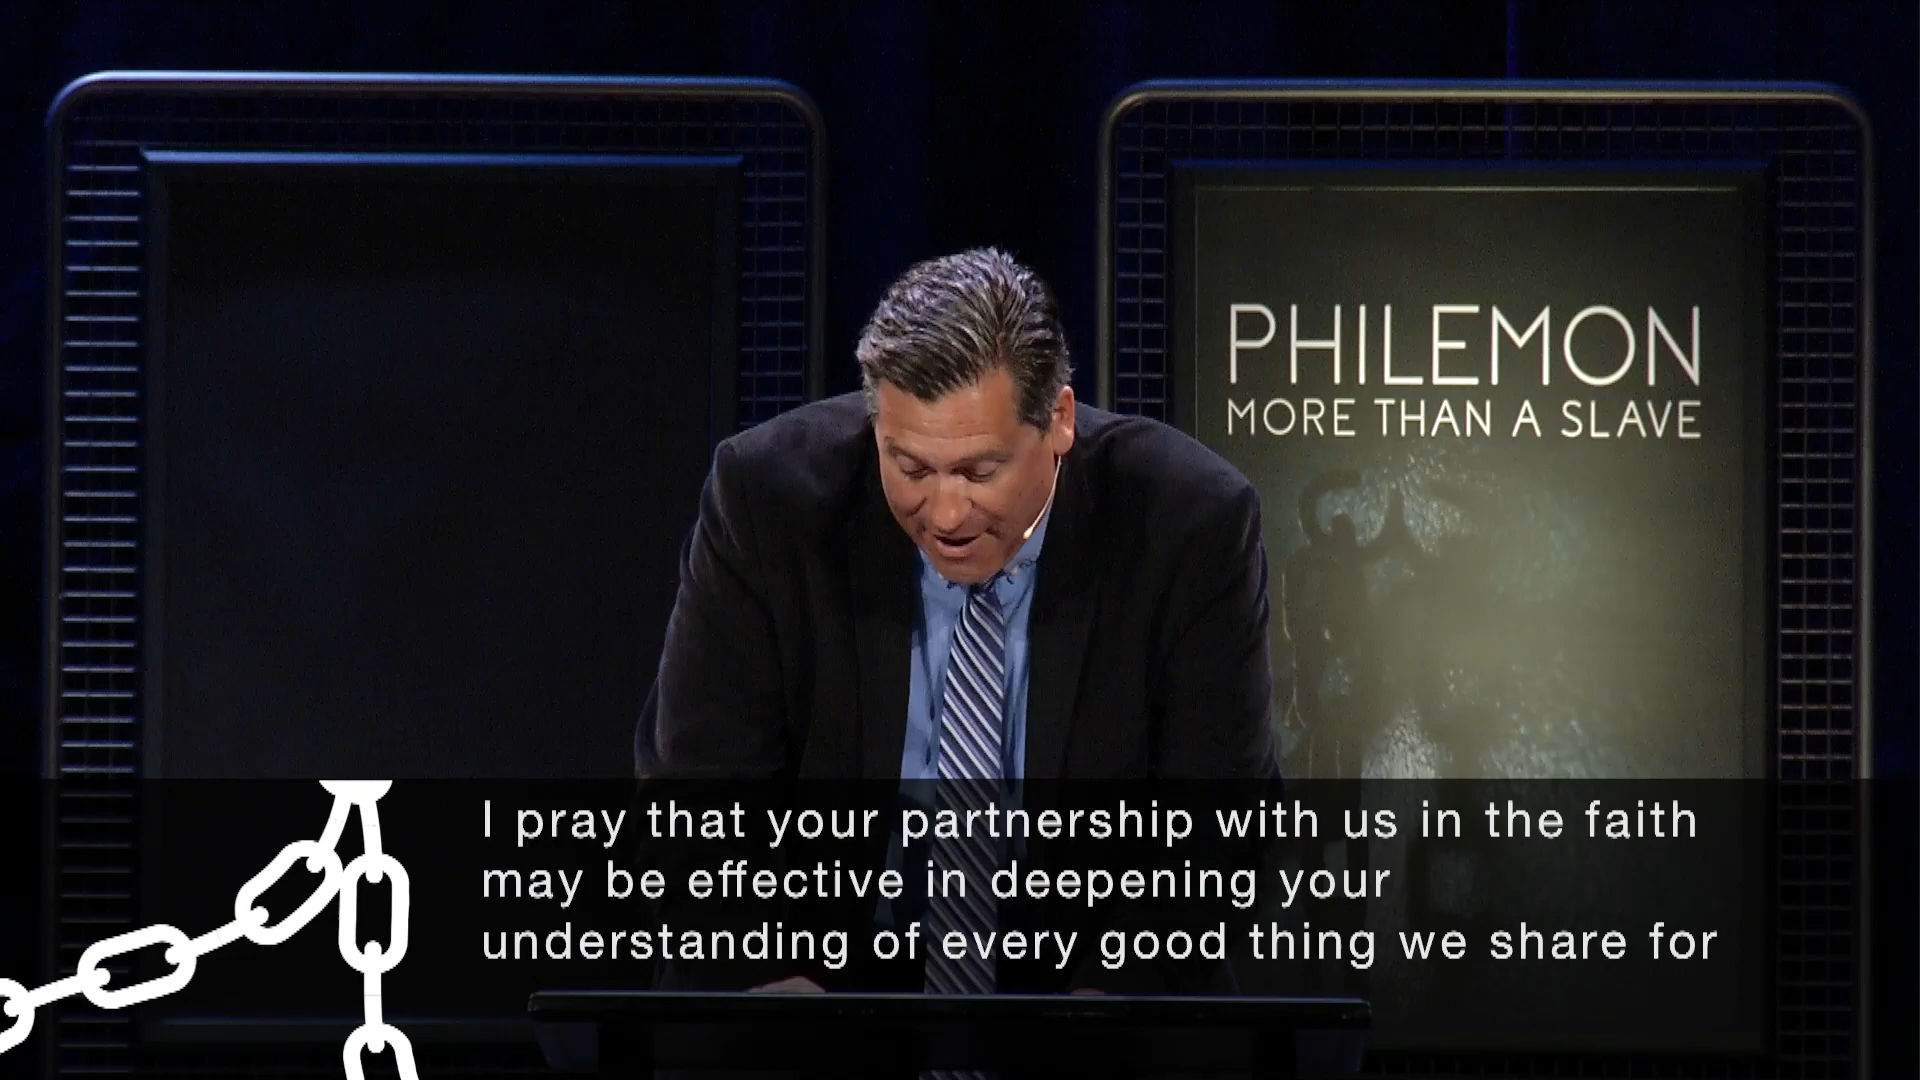 PHILEMON
MORE THAN A SLAVE
I pray that your partnership with us in the faith
may be effective in deepening your
understanding of every good thing we share for